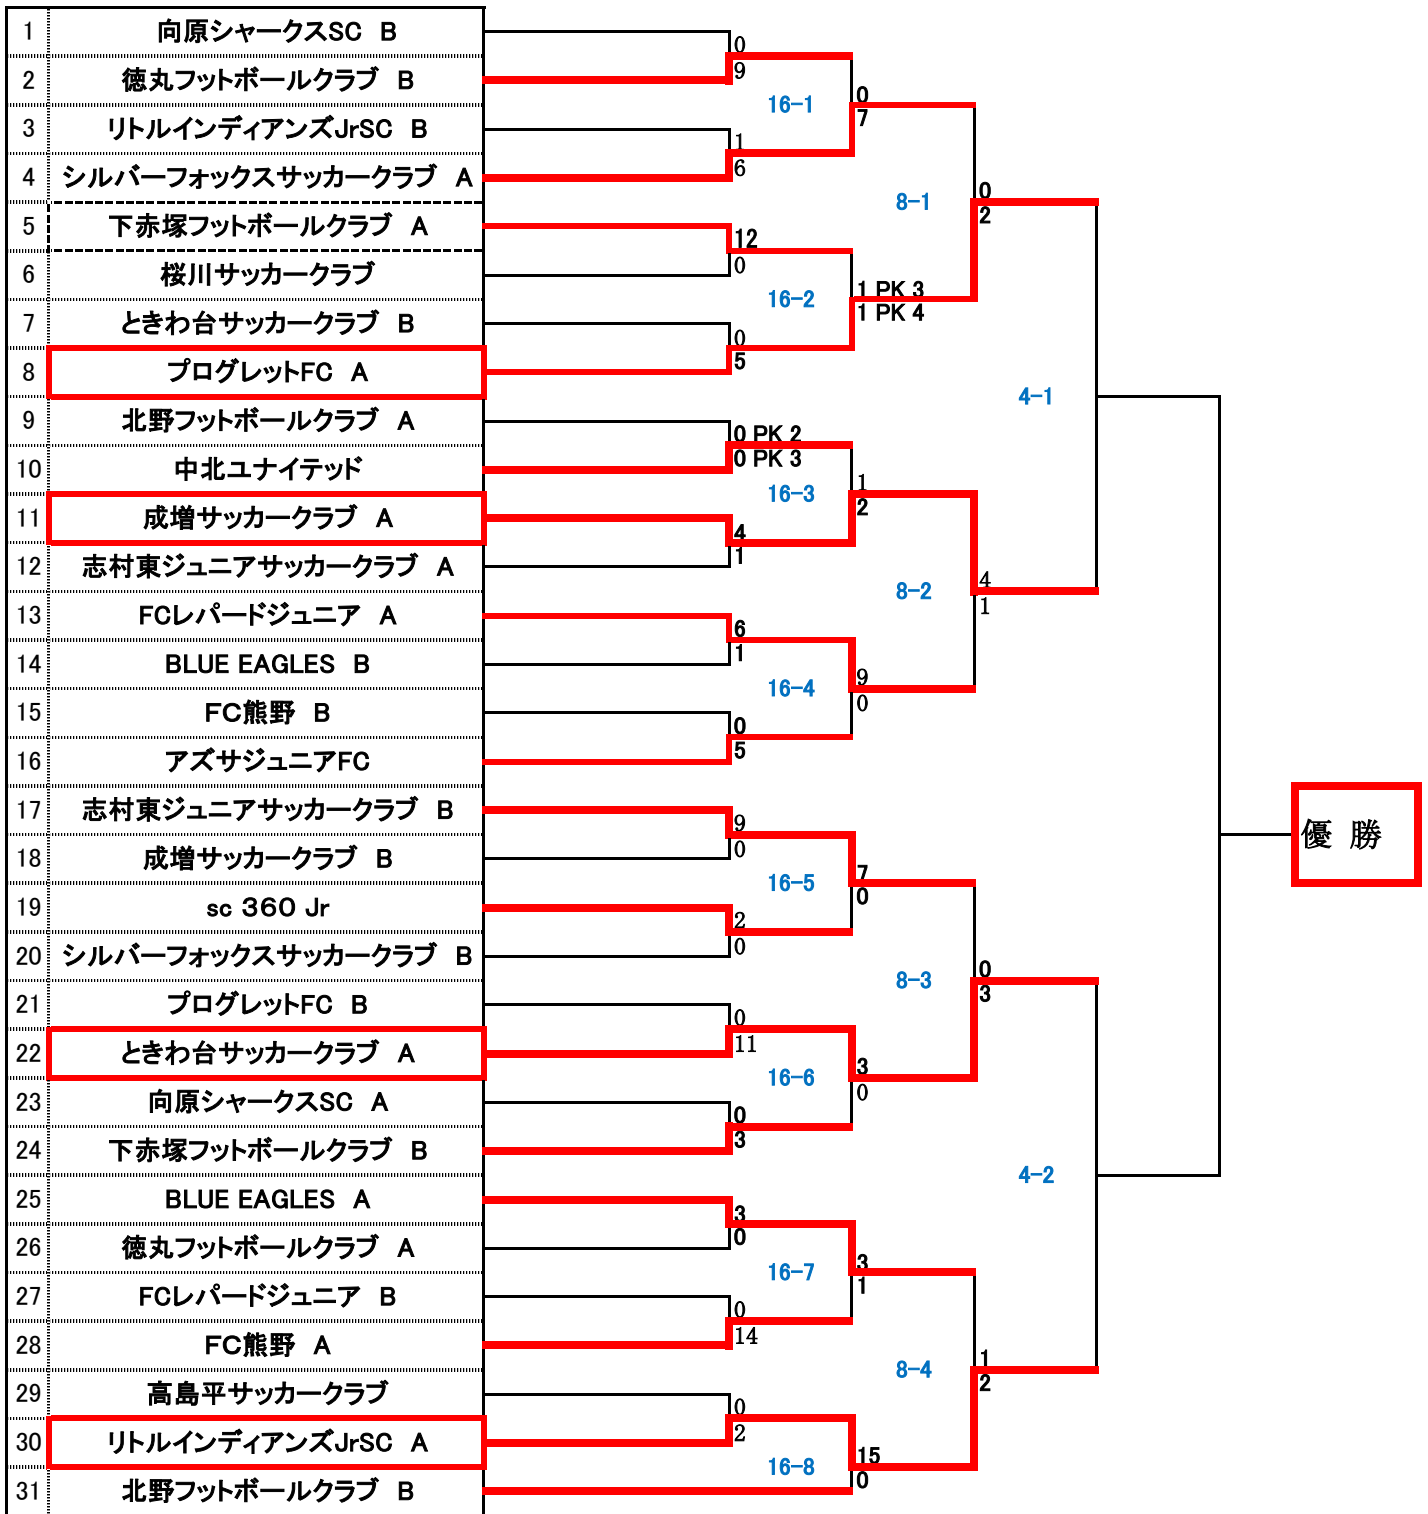 1 向原シャークスSC B
2 徳丸フットボールクラブ B
3 リトルインディアンズJrSC B
4 シルバーフォックスサッカークラブ A
5 下赤塚フットボールクラブ A
6 桜川サッカークラブ
7 ときわ台サッカークラブ B
8 プログレットFC A
9 北野フットボールクラブ A
10 中北ユナイテッド
11 成増サッカークラブ A
12 志村東ジュニアサッカークラブ A
13 FCレパードジュニア A
14 BLUE EAGLES B
15 FC熊野 B
16 アズサジュニアFC
17 志村東ジュニアサッカークラブ B
18 成増サッカークラブ B
19 sc 360 Jr
20 シルバーフォックスサッカークラブ B
21 プログレットFC B
22 ときわ台サッカークラブ A
23 向原シャークスSC A
24 下赤塚フットボールクラブ B
25 BLUE EAGLES A
26 徳丸フットボールクラブ A
27 FCレパードジュニア B
28 FC熊野 A
29 高島平サッカークラブ
30 リトルインディアンズJrSC A
31 北野フットボールクラブ B
0
9
1
6
12
0
0
5
0 PK 2
0 PK 3
4
1
6
1
0
5
9
0
2
0
0
11
0
3
3
0
0
14
0
2
16-1
16-2
16-3
16-4
16-5
16-6
16-7
16-8
0
7
1 PK 3
1 PK 4
1
2
9
0
7
0
3
0
3
1
15
0
8-1
8-2
8-3
8-4
0
2
4
1
0
3
1
2
4-1
4-2
優 勝